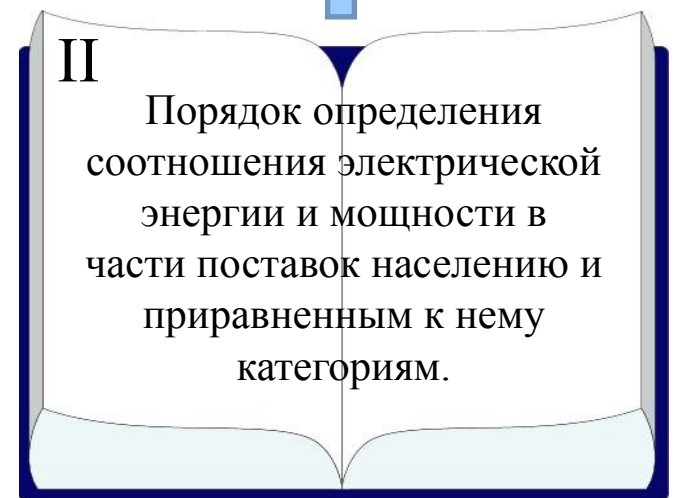 II
Порядок определения
соотношения электрической
энергии и мощности в
части поставок населению и
приравненным к нему
категориям.